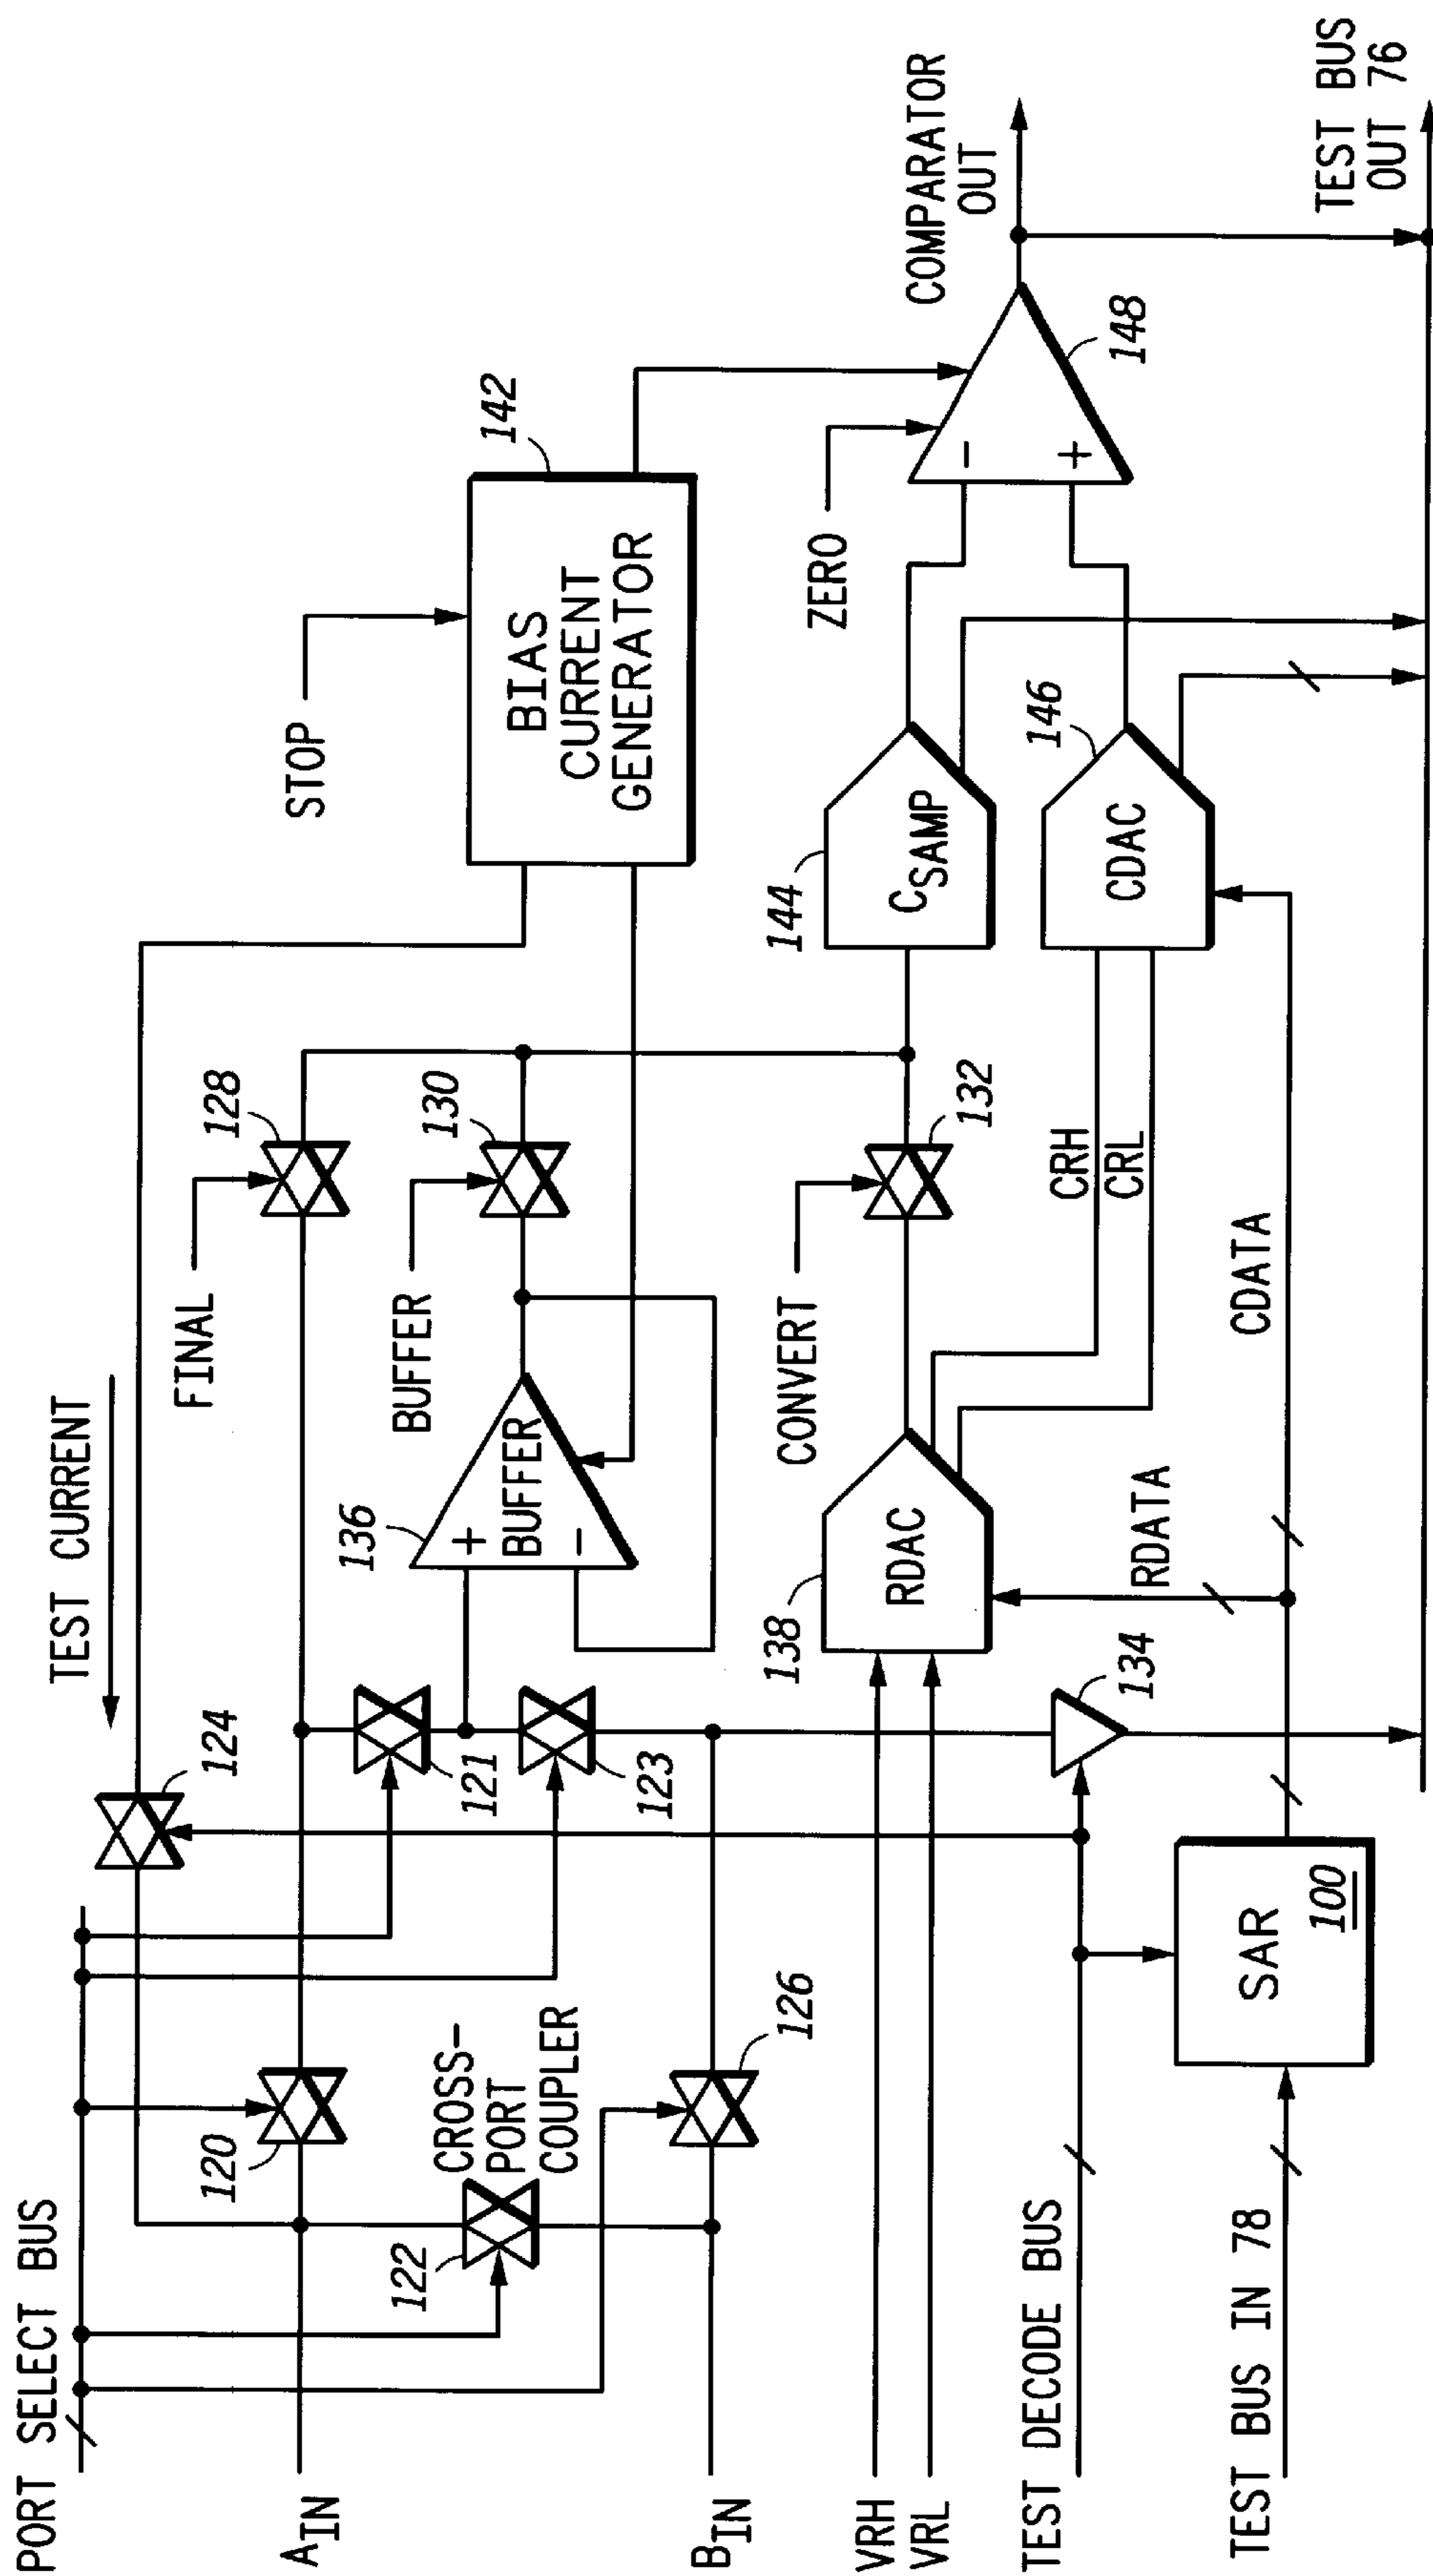 PORT SELECT BUS
A_IN
B_IN
VRH
VRL
TEST DECODE BUS
TEST BUS IN 78
120
CROSS-
PORT
COUPLER
122
126
SAR
100
124
TEST CURRENT
121
123
134
136
+
BUFFER
-
138
RDAC
RDATA
CDATA
FINAL
128
BUFFER
130
CONVERT
132
CRH
CRL
STOP
BIAS
CURRENT
GENERATOR
142
144
C_SAMP
146
CDAC
ZERO
-
+
148
COMPARATOR
OUT
TEST BUS
OUT 76